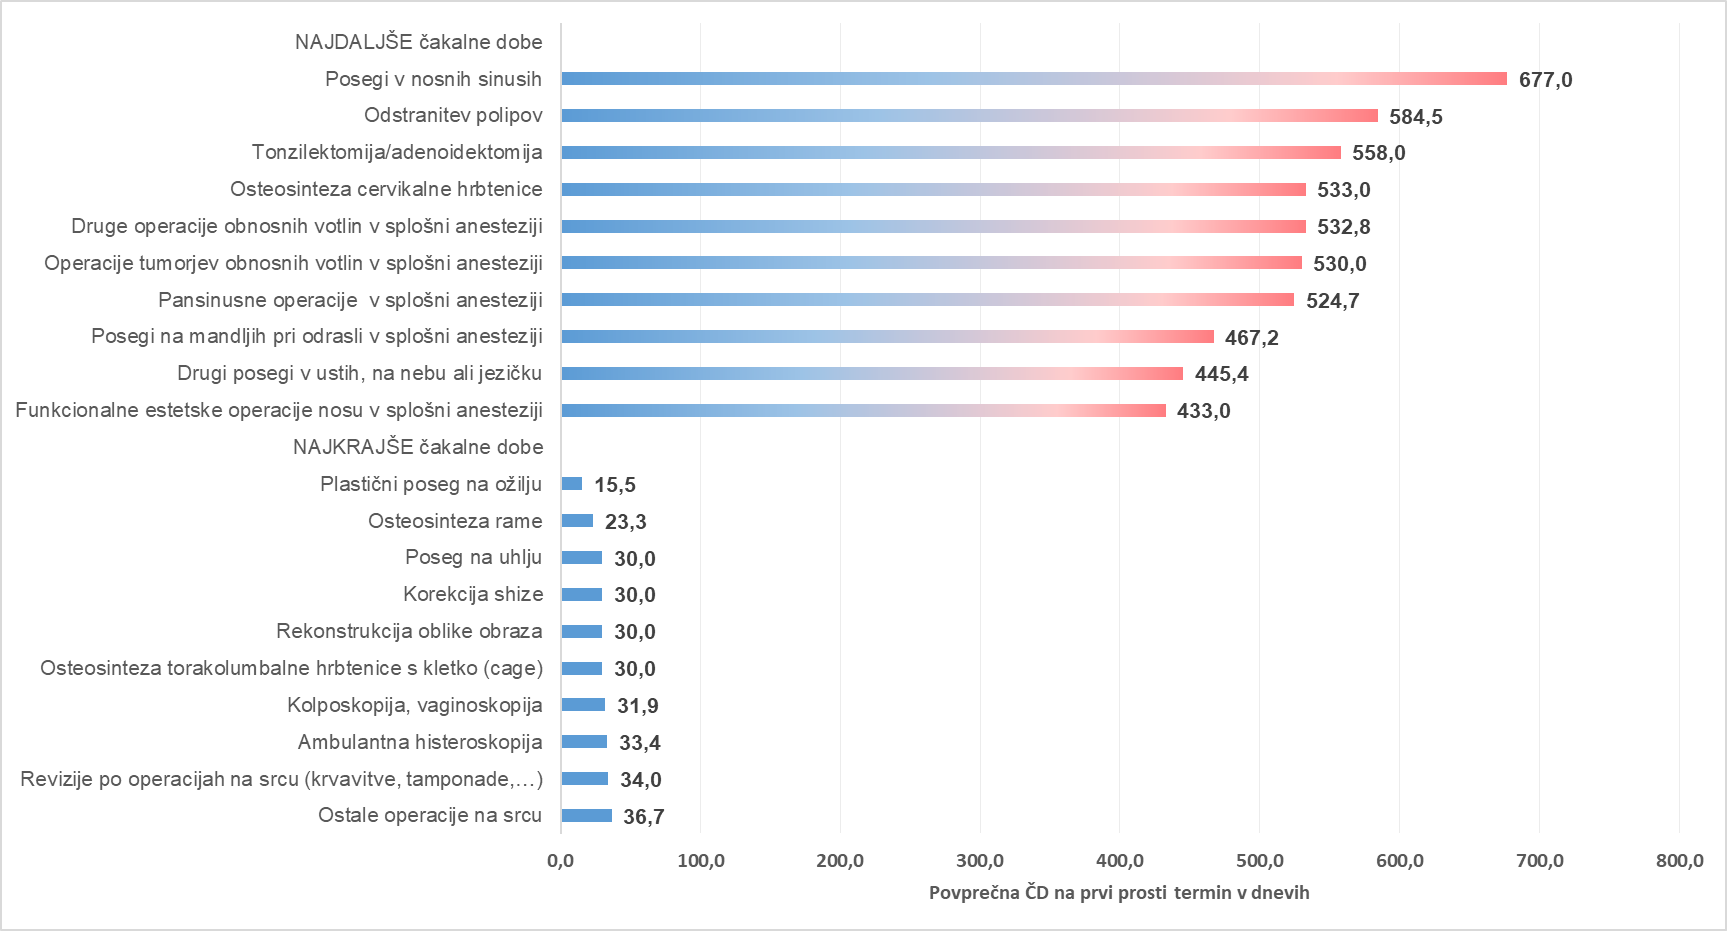 NAJDALJŠE čakalne dobe
Posegi v nosnih sinusih 677,0
Odstranitev polipov 584,5
Tonzilektomija/adenoidektomija 558,0
Osteosinteza cervikalne hrbtenice 533,0
Druge operacije obnosnih votlin v splošni anesteziji 532,8
Operacije tumorjev obnosnih votlin v splošni anesteziji 530,0
Pansinusne operacije  v splošni anesteziji 524,7
Posegi na mandljih pri odrasli v splošni anesteziji 467,2
Drugi posegi v ustih, na nebu ali jezičku 445,4
Funkcionalne estetske operacije nosu v splošni anesteziji 433,0
NAJKRAJŠE čakalne dobe
Plastični poseg na ožilju 15,5
Osteosinteza rame 23,3
Poseg na uhlju 30,0
Korekcija shize 30,0
Rekonstrukcija oblike obraza 30,0
Osteosinteza torakolumbalne hrbtenice s kletko (cage) 30,0
Kolposkopija, vaginoskopija 31,9
Ambulantna histeroskopija 33,4
Revizije po operacijah na srcu (krvavitve, tamponade,…) 34,0
Ostale operacije na srcu 36,7
0,0 100,0 200,0 300,0 400,0 500,0 600,0 700,0 800,0
Povprečna ČD na prvi prosti termin v dnevih